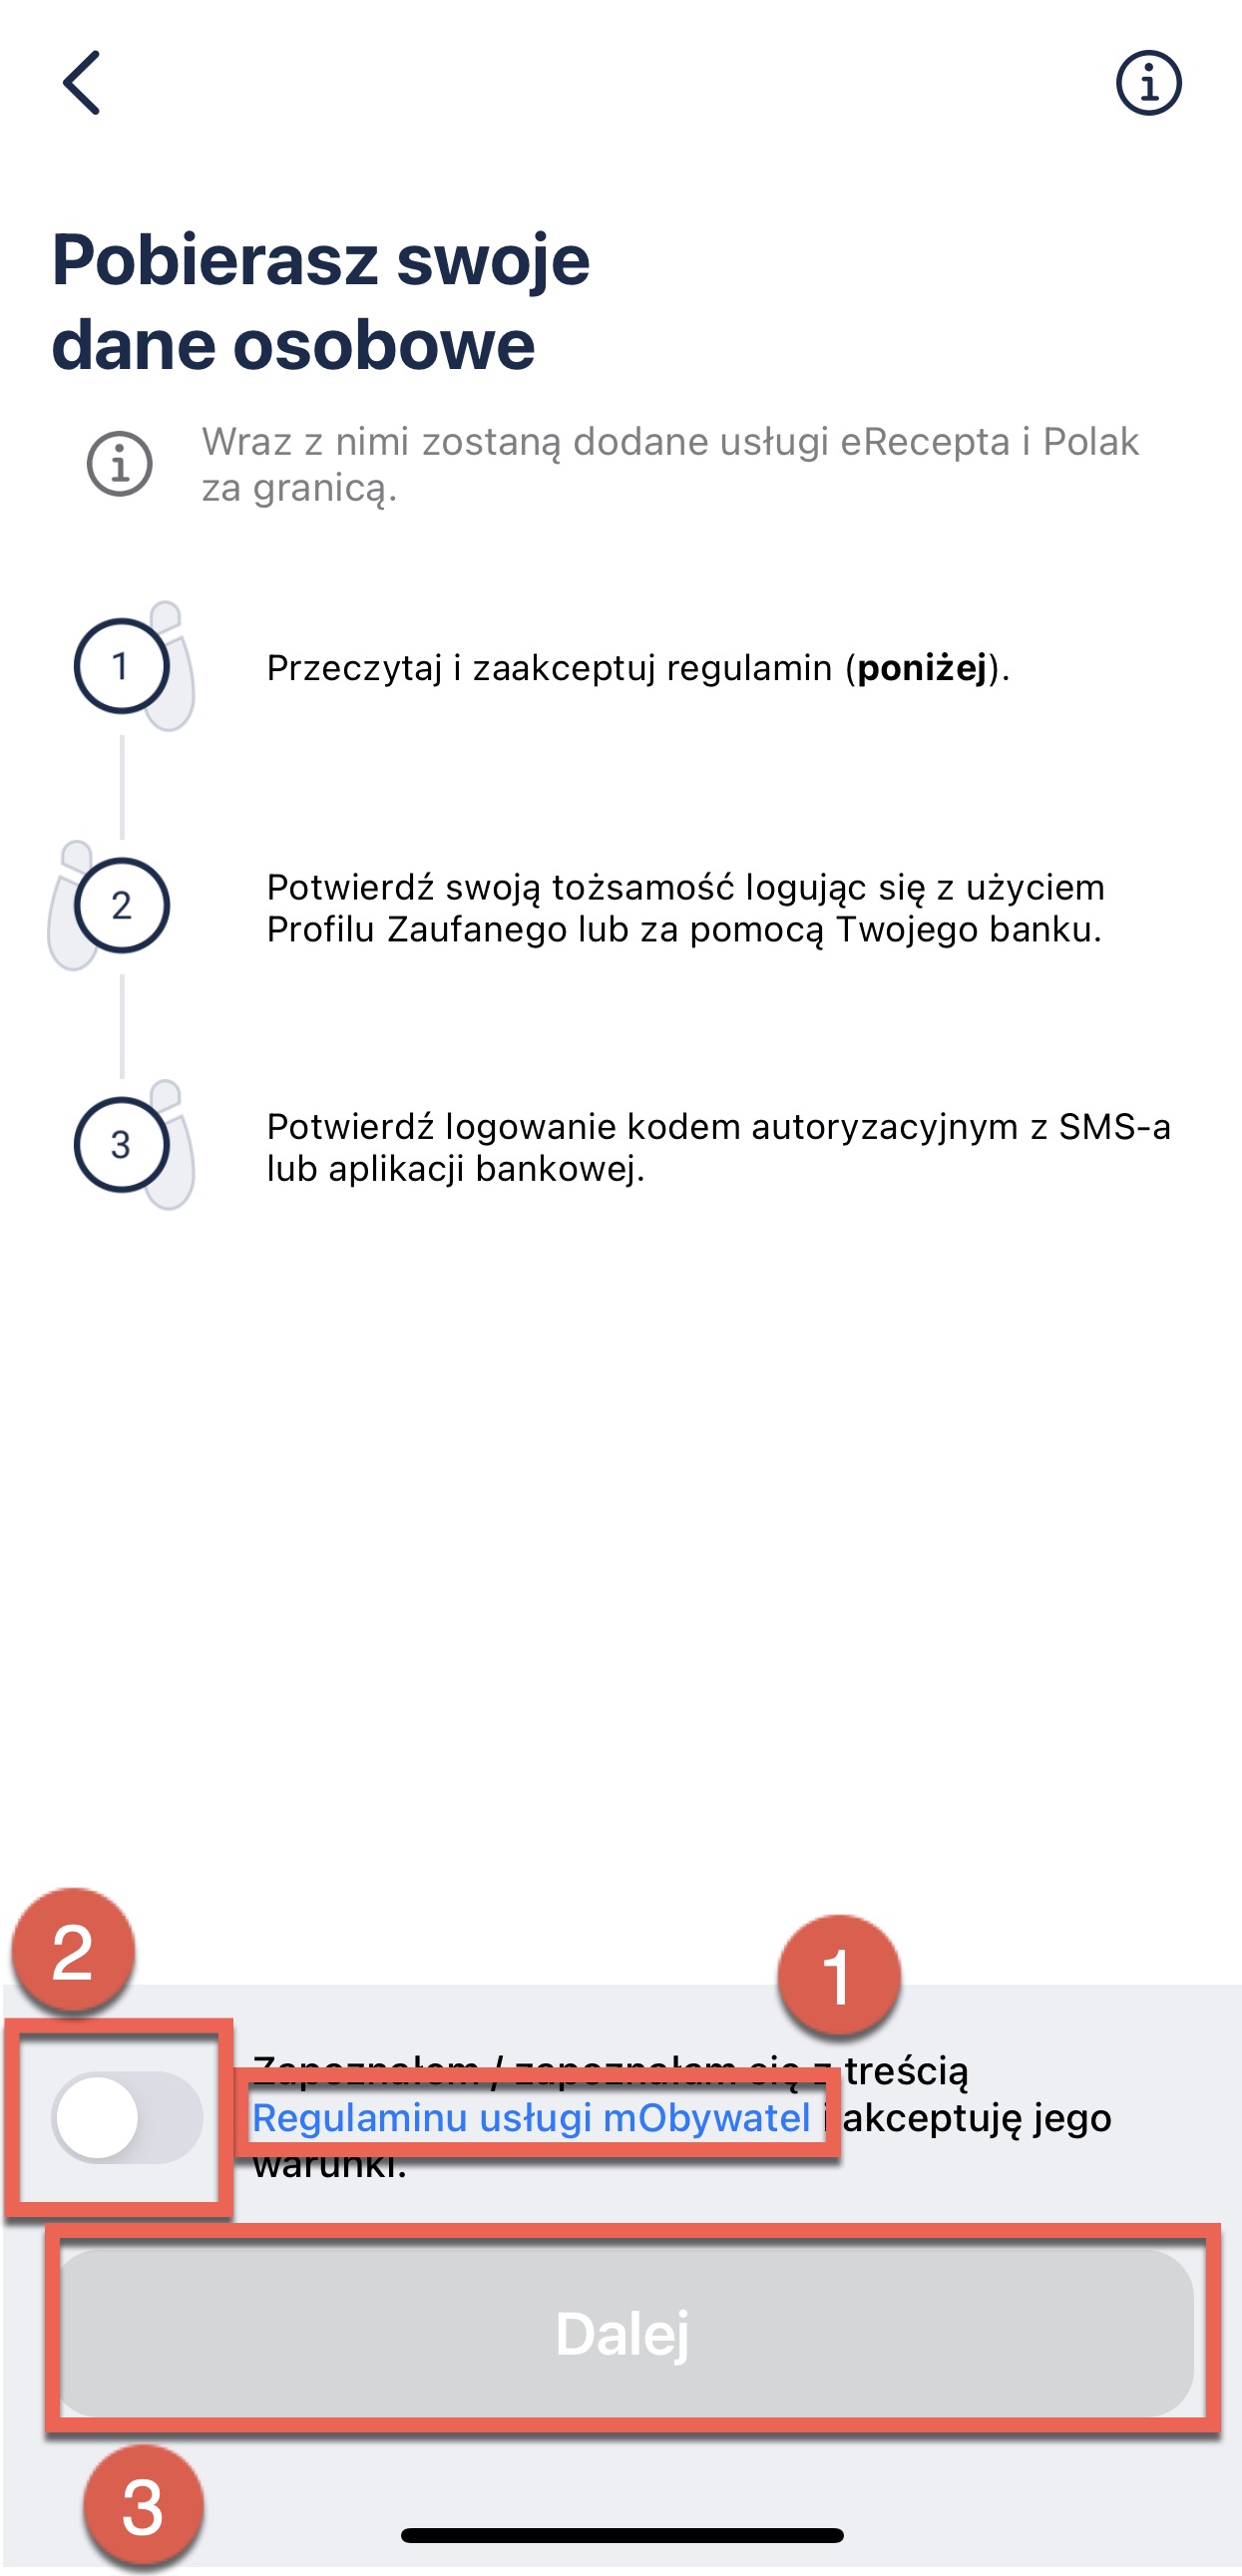 Pobierasz swoje
dane osobowe
Wraz z nimi zostaną dodane usługi eRecepta i Polak
za granicą.
1
Przeczytaj i zaakceptuj regulamin (poniżej).
2
Potwierdź swoją tożsamość logując się z użyciem
Profilu Zaufanego lub za pomocą Twojego banku.
3
Potwierdź logowanie kodem autoryzacyjnym z SMS-a
lub aplikacji bankowej.
2
1
Zapoznałem / zapoznałam się z treścią
Regulaminu usługi mObywatel i akceptuję jego
warunki.
Dalej
3